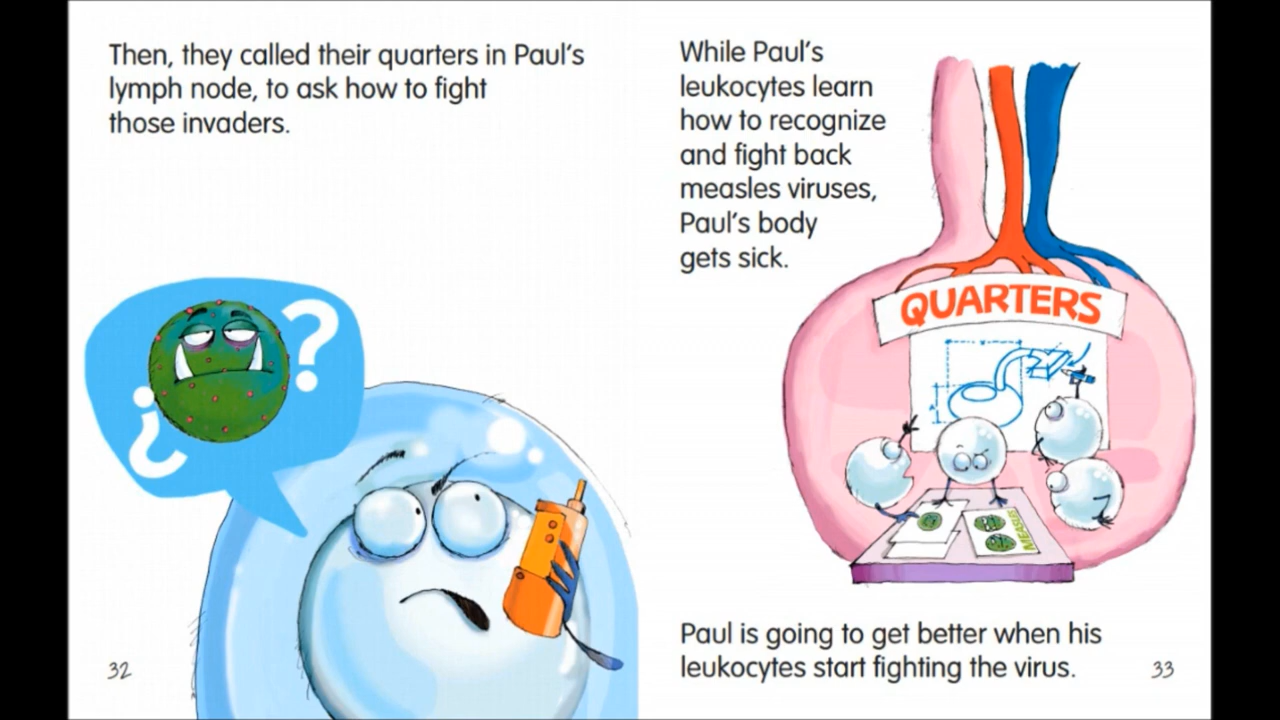 Then, they called their quarters in Paul's
lymph node, to ask how to fight
those invaders.
¿ ?
32
While Paul's
leukocytes learn
how to recognize
and fight back
measles viruses,
Paul's body
gets sick.
QUARTERS
MEASLES
Paul is going to get better when his
leukocytes start fighting the virus.
33